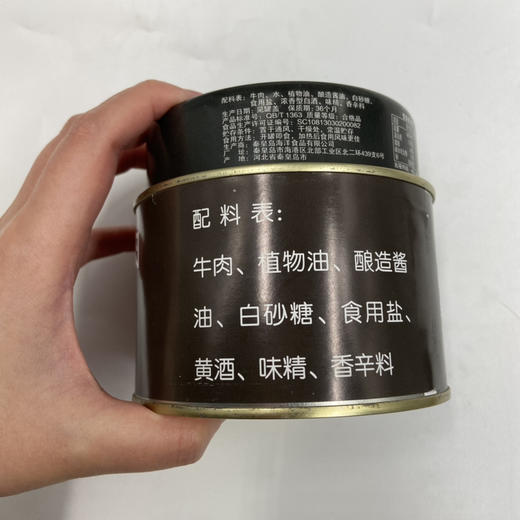 配料表：牛肉、水、植物油、酿造酱油、白砂糖、
食用盐、浓香型白酒、味精、香辛料
生产日期：见罐盖 保质期：36个月
产品标准号：QB/T 1363 质量等级：合格品
食品生产许可证编号：SC10813030200082
贮存条件：置于通风、干燥处，常温贮存
食用方法：开罐即食，加热后食用风味更佳
秦皇岛市海洋食品有限公司
址：秦皇岛市海港区北部工业区北二环439支6号
地：河北省秦皇岛市
配料表：
牛肉、植物油、酿造酱
油、白砂糖、食用盐、
黄酒、味精、香辛料